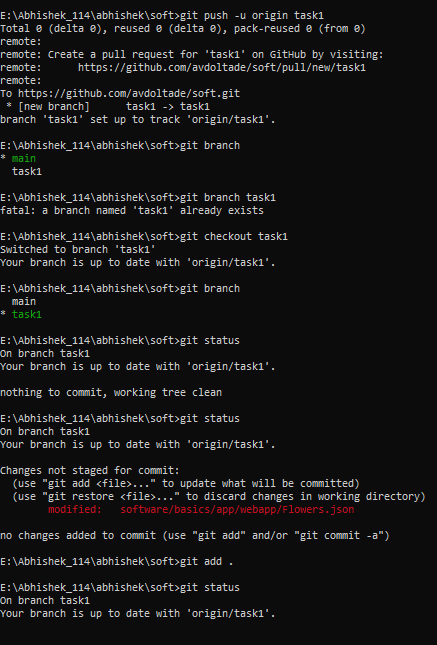 E:\Abhishek_114\abhishek\soft>git push -u origin task1
Total 0 (delta 0), reused 0 (delta 0), pack-reused 0 (from 0)
remote:
remote: Create a pull request for 'task1' on GitHub by visiting:
remote:      https://github.com/avdoltade/soft/pull/new/task1
remote:
To https://github.com/avdoltade/soft.git
 * [new branch]      task1 -> task1
branch 'task1' set up to track 'origin/task1'.
E:\Abhishek_114\abhishek\soft>git branch
* main
  task1
E:\Abhishek_114\abhishek\soft>git branch task1
fatal: a branch named 'task1' already exists
E:\Abhishek_114\abhishek\soft>git checkout task1
Switched to branch 'task1'
Your branch is up to date with 'origin/task1'.
E:\Abhishek_114\abhishek\soft>git branch
  main
* task1
E:\Abhishek_114\abhishek\soft>git status
On branch task1
Your branch is up to date with 'origin/task1'.
nothing to commit, working tree clean
E:\Abhishek_114\abhishek\soft>git status
On branch task1
Your branch is up to date with 'origin/task1'.
Changes not staged for commit:
  (use "git add <file>..." to update what will be committed)
  (use "git restore <file>..." to discard changes in working directory)
        modified:   software/basics/app/webapp/Flowers.json
no changes added to commit (use "git add" and/or "git commit -a")
E:\Abhishek_114\abhishek\soft>git add .
E:\Abhishek_114\abhishek\soft>git status
On branch task1
Your branch is up to date with 'origin/task1'.